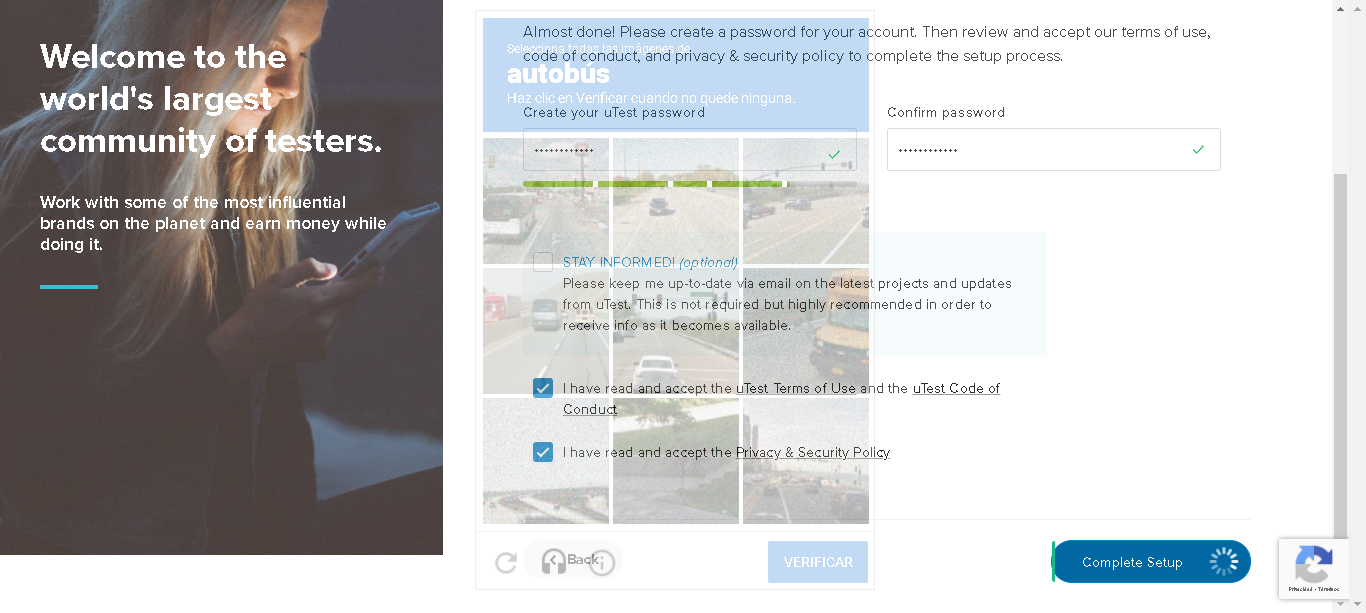 Welcome to the
world's largest
community of testers.
Work with some of the most influential
brands on the planet and earn money while
doing it.
Almost done! Please create a password for your account. Then review and accept our terms of use,
code of conduct, and privacy & security policy to complete the setup process.
Selecciona todas las imágenes de
autobús
Haz clic en Verificar cuando no quede ninguna.
Create your uTest password
Confirm password
STAY INFORMED! (optional)
Please keep me up-to-date via email on the latest projects and updates
from uTest. This is not required but highly recommended in order to
receive info as it becomes available.
I have read and accept the uTest Terms of Use and the uTest Code of
Conduct
I have read and accept the Privacy & Security Policy
Back
VERIFICAR
Complete Setup
Privacidad - Términos